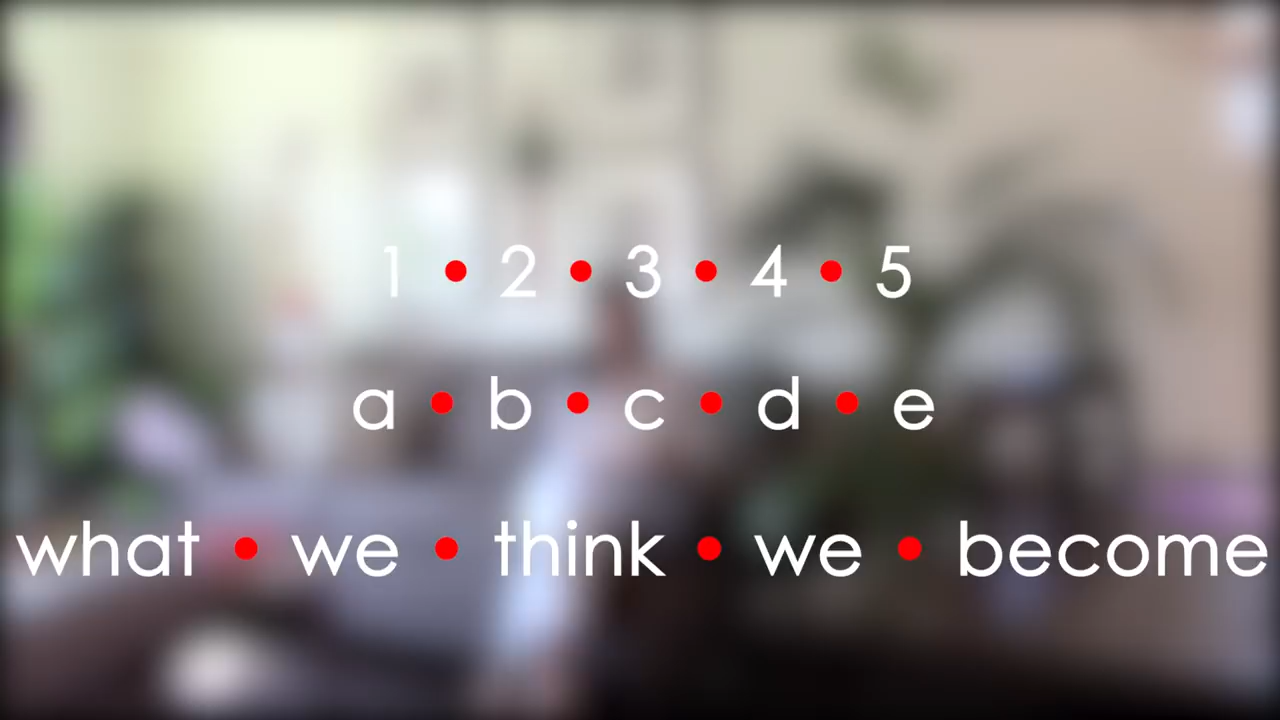 1 • 2 • 3 • 4 • 5
a • b • c • d • e
what • we • think • we • become